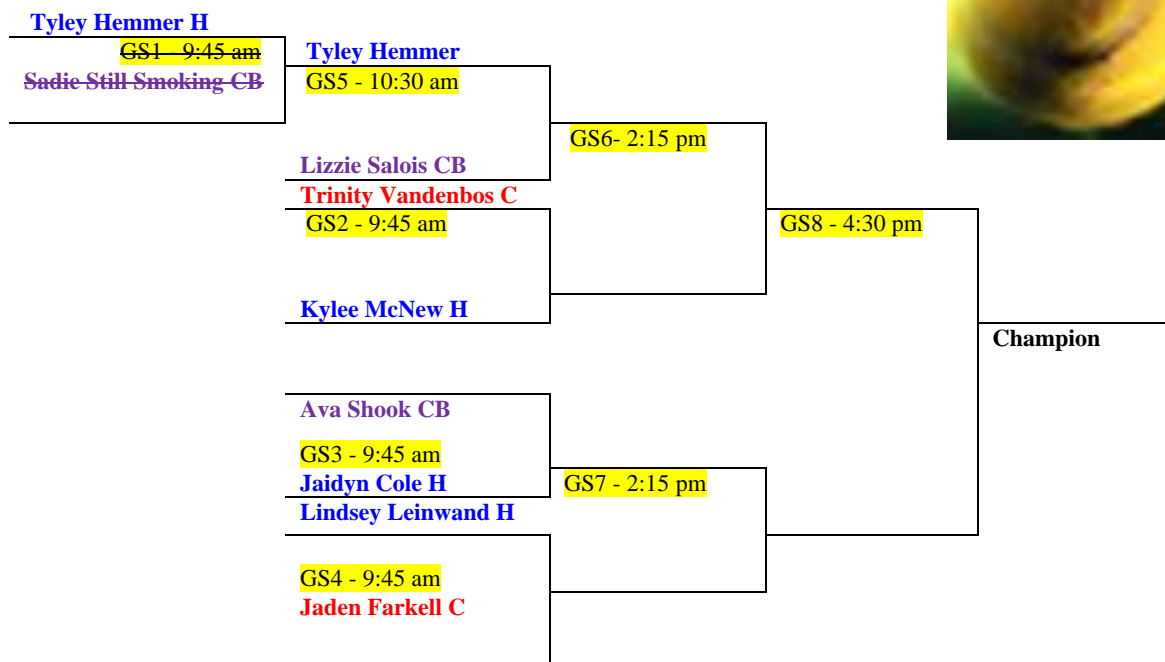 Tyley Hemmer H
GS1 - 9:45 am
Sadie Still Smoking CB
Tyley Hemmer
GS5 - 10:30 am
GS6- 2:15 pm
Lizzie Salois CB
Trinity Vandenbos C
GS2 - 9:45 am
GS8 - 4:30 pm
Kylee McNew H
Champion
Ava Shook CB
GS3 - 9:45 am
Jaidyn Cole H
GS7 - 2:15 pm
Lindsey Leinwand H
GS4 - 9:45 am
Jaden Farkell C